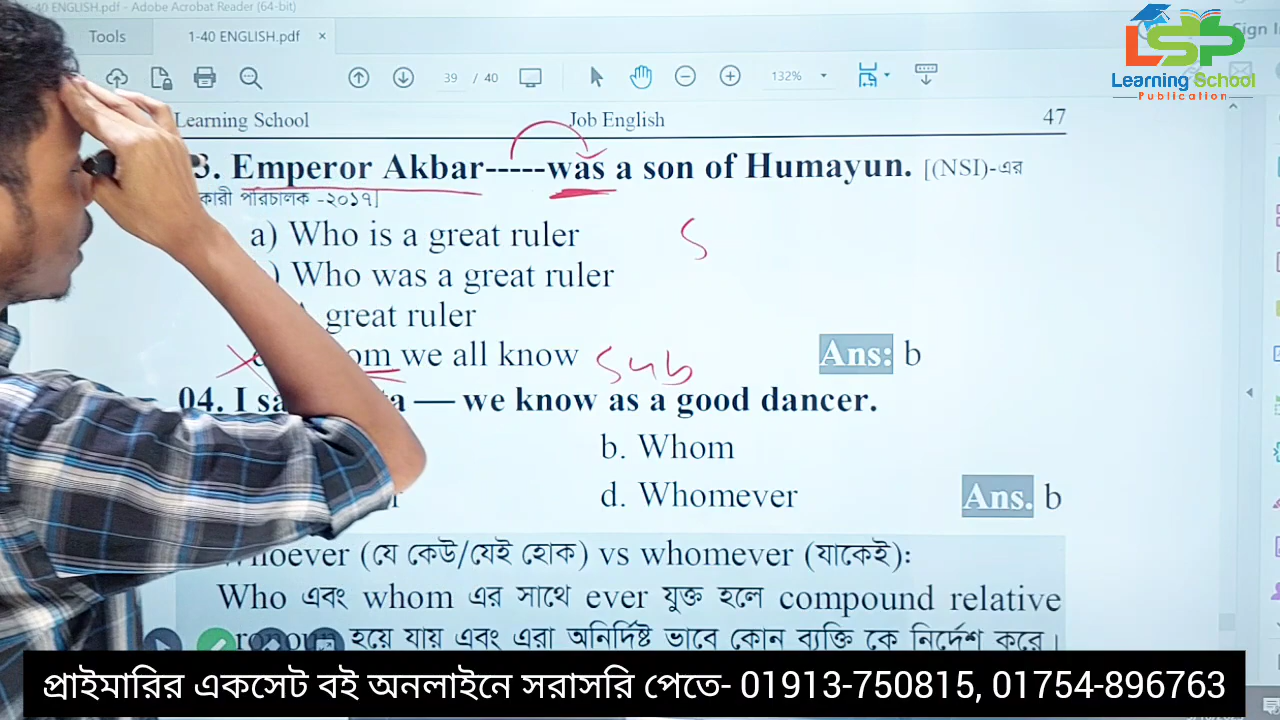 -40 ENGLISH.pdf - Adobe Acrobat Reader (64-bit)
Tools
1-40 ENGLISH.pdf ×
Sign In
39 / 40
132%
LSP
Learning School
Publication
Learning School Job English 47
3. Emperor Akbar-----was a son of Humayun. [(NSI)-এর
কারী পরিচালক -২০১৭]
a) Who is a great ruler S
) Who was a great ruler
great ruler
we all know Sub Ans: b
04. I — we know as a good dancer.
b. Whom
d. Whomever Ans. b
(যে কেউ/যেই হোক) vs whomever (যাকেই):
Who এবং whom এর সাথে ever যুক্ত হলে compound relative
হয়ে যায় এবং এরা অনির্দিষ্ট ভাবে কোন ব্যক্তি কে নির্দেশ করে।
প্রাইমারির একসেট বই অনলাইনে সরাসরি পেতে- 01913-750815, 01754-896763